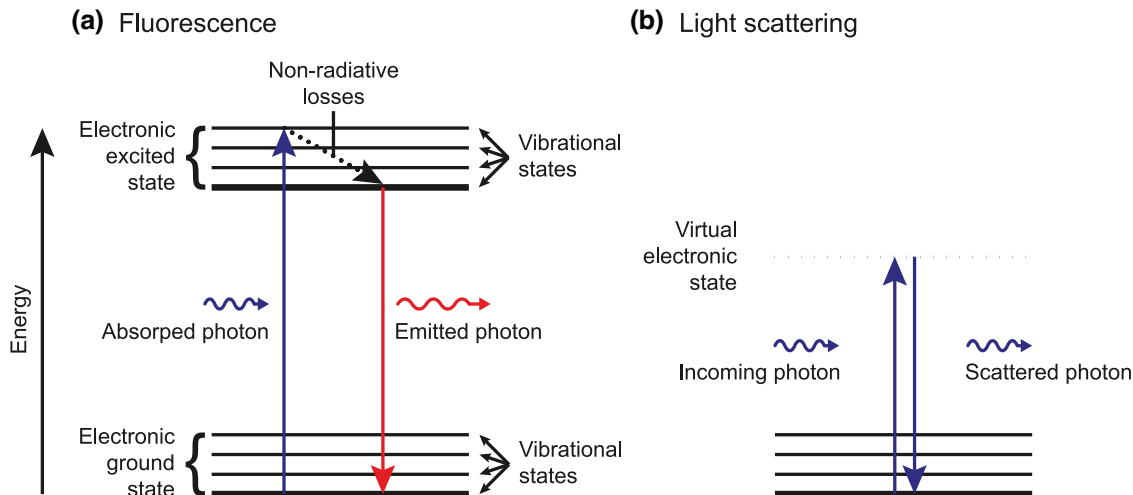 (a) Fluorescence
Non-radiative
losses
Electronic
excited
state
Vibrational
states
Energy
Absorped photon
Emitted photon
Electronic
ground
state
Vibrational
states
(b) Light scattering
Virtual
electronic
state
Incoming photon
Scattered photon